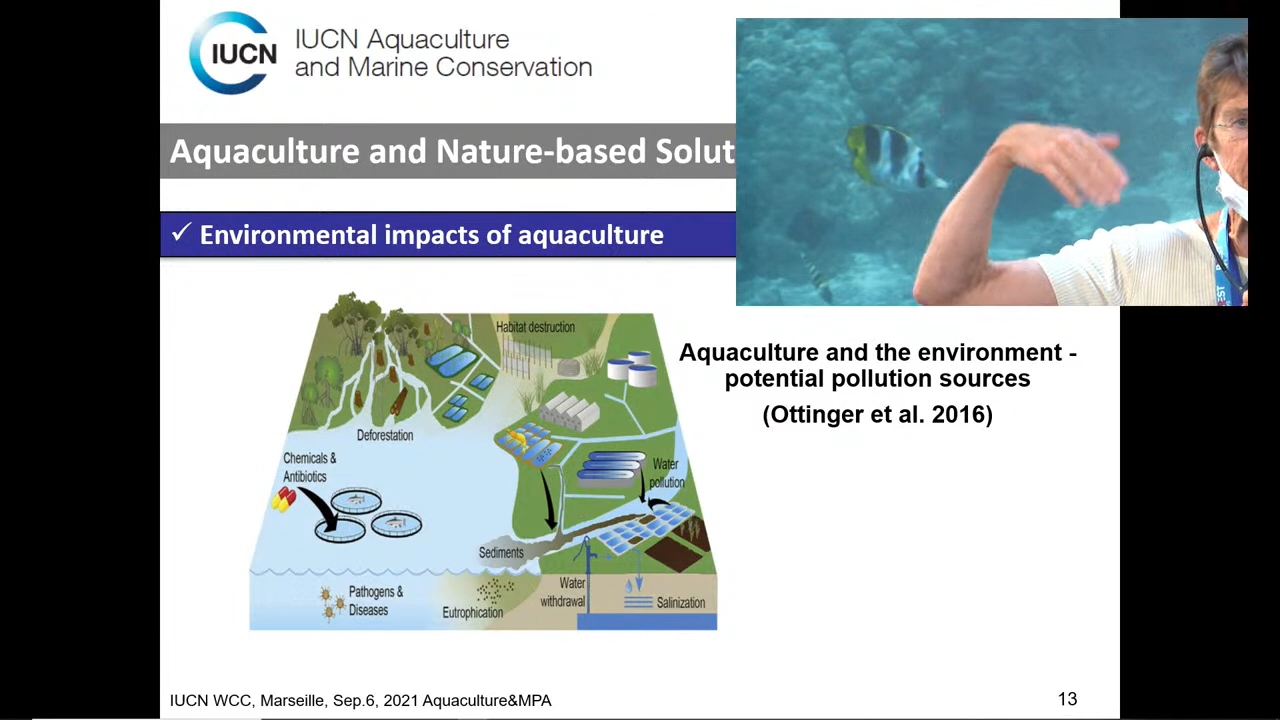 IUCN
IUCN Aquaculture
and Marine Conservation
Aquaculture and Nature-based Solut
✓ Environmental impacts of aquaculture
Habitat destruction
Aquaculture and the environment -
potential pollution sources
(Ottinger et al. 2016)
Deforestation
Chemicals &
Antibiotics
Water
pollution
Sediments
Pathogens &
Diseases
Eutrophication
Water
withdrawal
Salinization
IUCN WCC, Marseille, Sep.6, 2021 Aquaculture&MPA
13